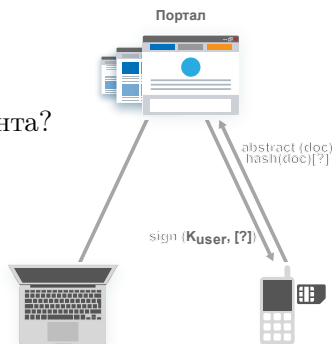 Портал
нта?
abstract (doc)
hash(doc)[?]
sign (Kuser, [?])